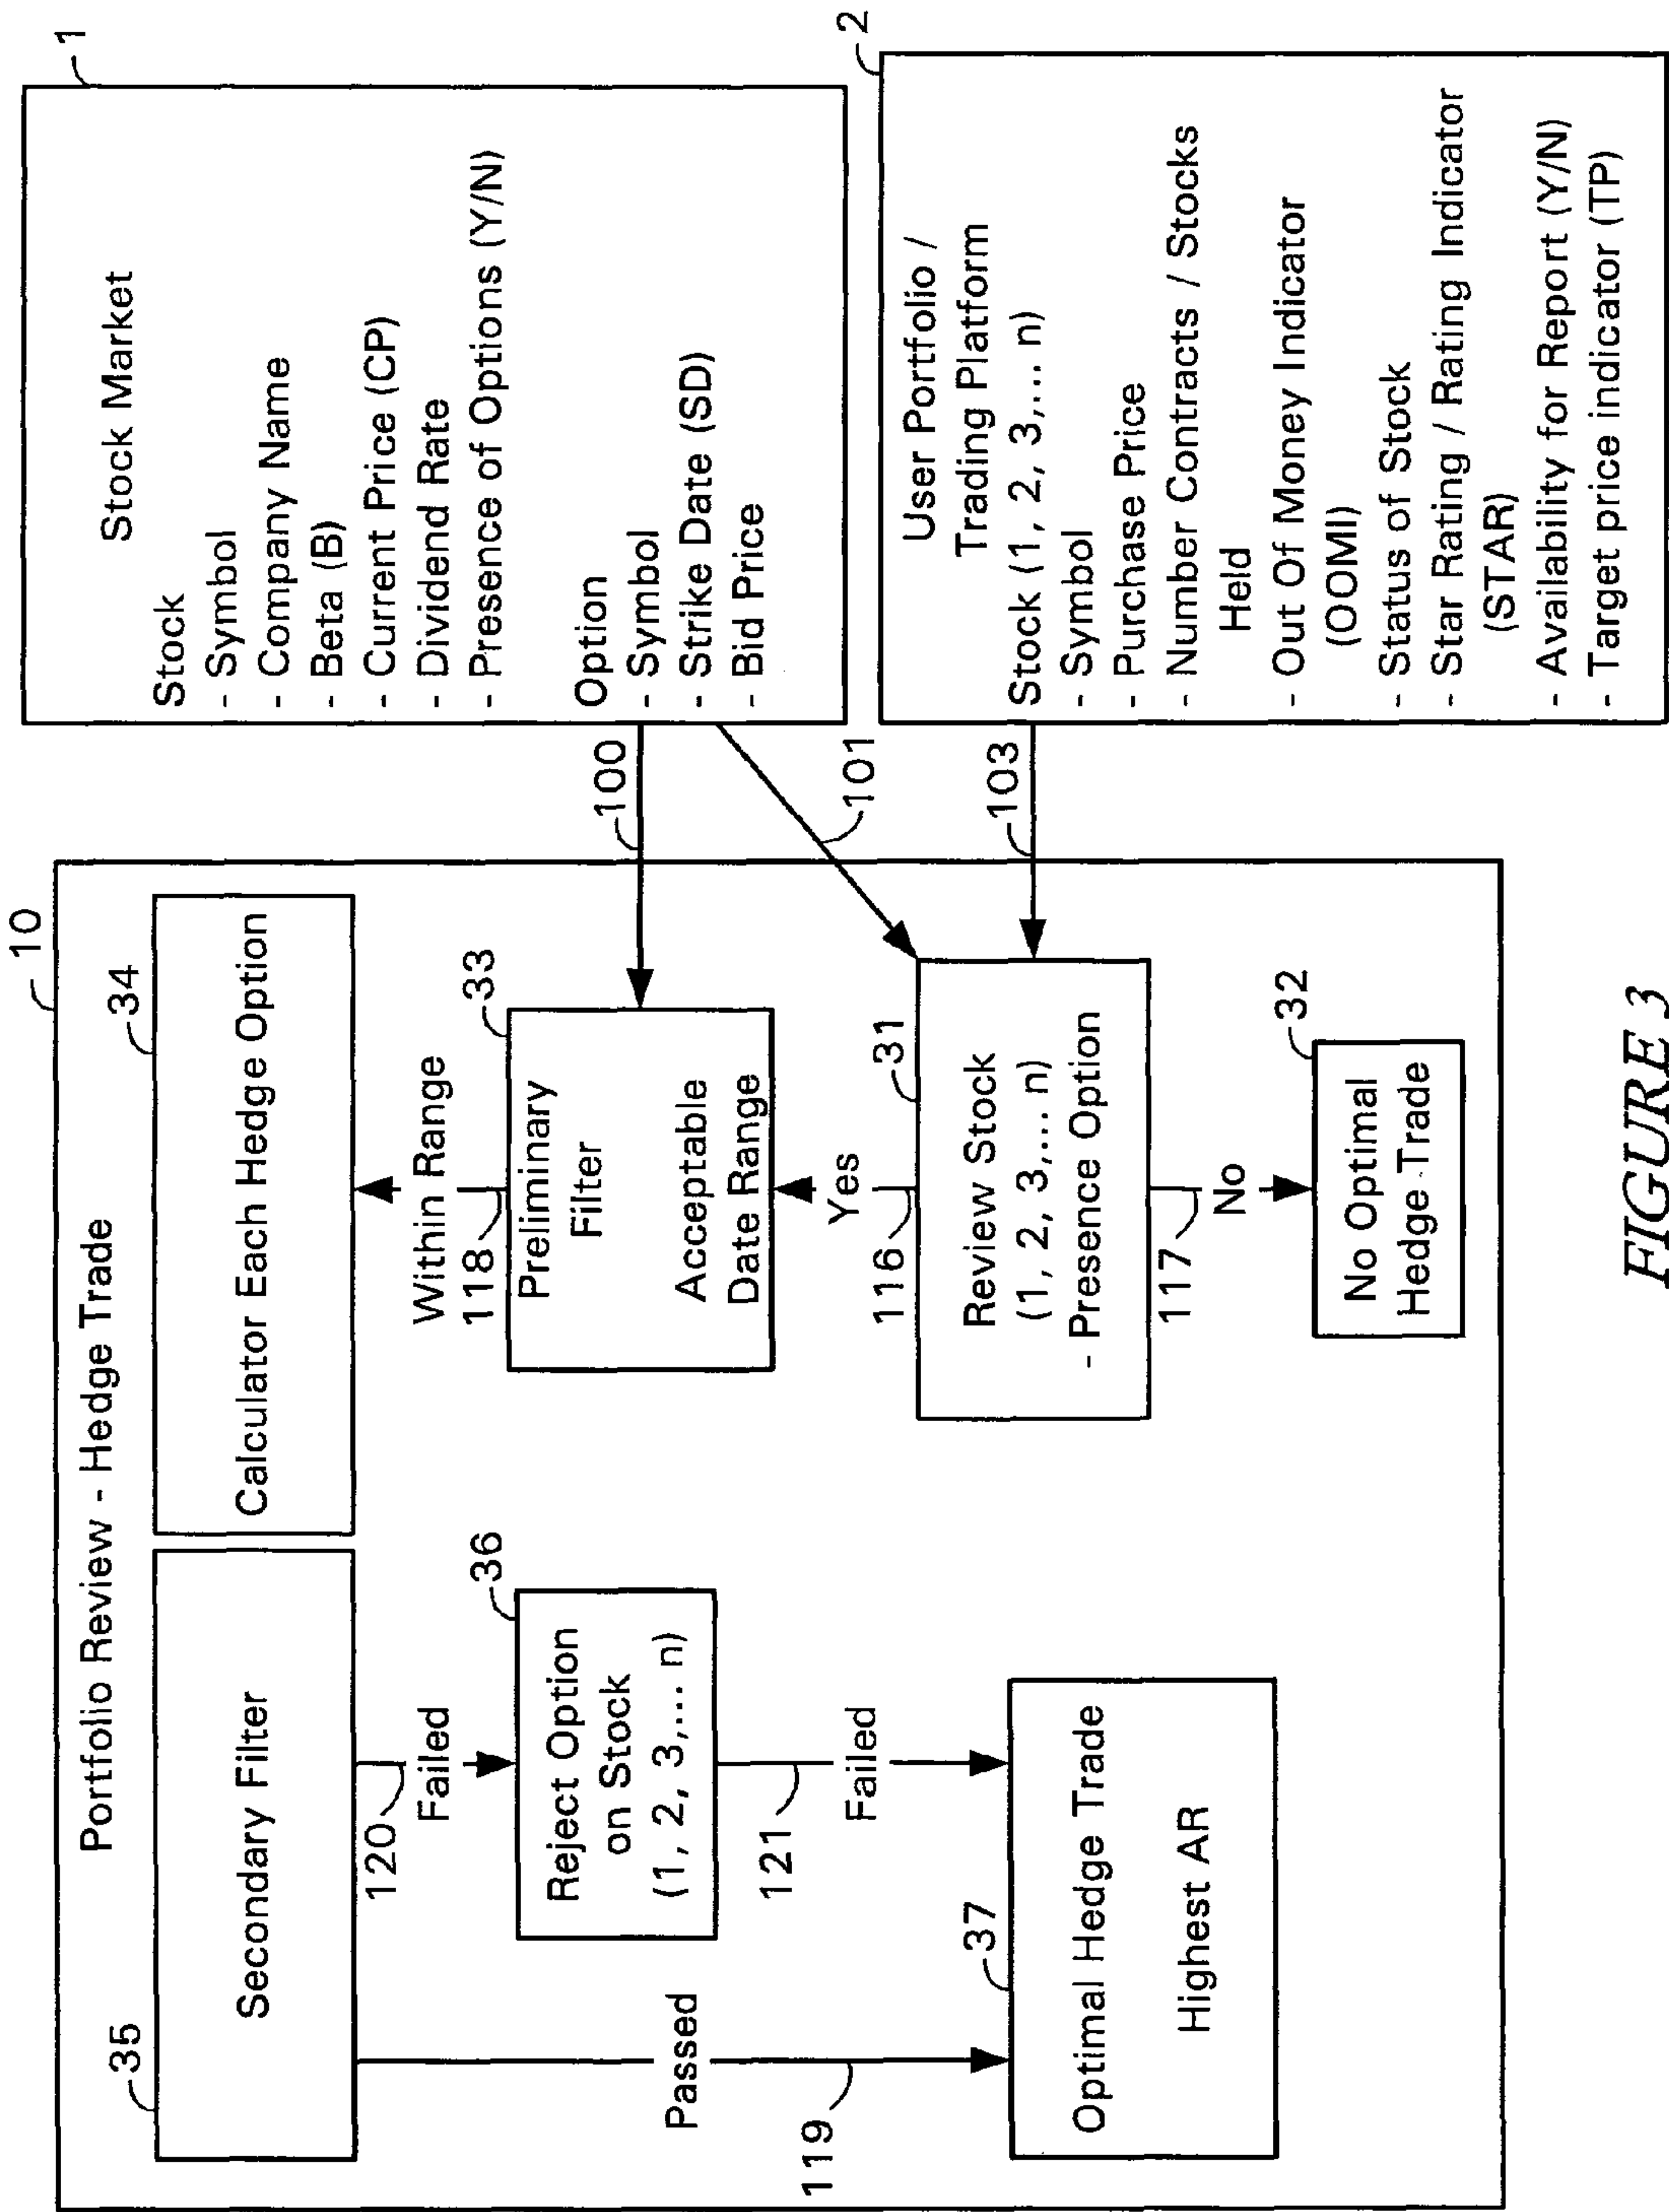 Portfolio Review - Hedge Trade
10
35
Secondary Filter
34
Calculator Each Hedge Option
120
Failed
36
Reject Option
on Stock
(1, 2, 3,... n)
121
Failed
Passed
119
37
Optimal Hedge Trade
Highest AR
Within Range
118
33
Preliminary
Filter
Acceptable
Date Range
Yes
116
31
Review Stock
(1, 2, 3,... n)
- Presence Option
117
No
32
No Optimal
Hedge Trade
100
101
103
1
Stock Market
Stock
- Symbol
- Company Name
- Beta (B)
- Current Price (CP)
- Dividend Rate
- Presence of Options (Y/N)
Option
- Symbol
- Strike Date (SD)
- Bid Price
2
User Portfolio /
Trading Platform
Stock (1, 2, 3,... n)
- Symbol
- Purchase Price
- Number Contracts / Stocks
Held
- Out Of Money Indicator
(OOMI)
- Status of Stock
- Star Rating / Rating Indicator
(STAR)
- Availability for Report (Y/N)
- Target price indicator (TP)
FIGURE 3